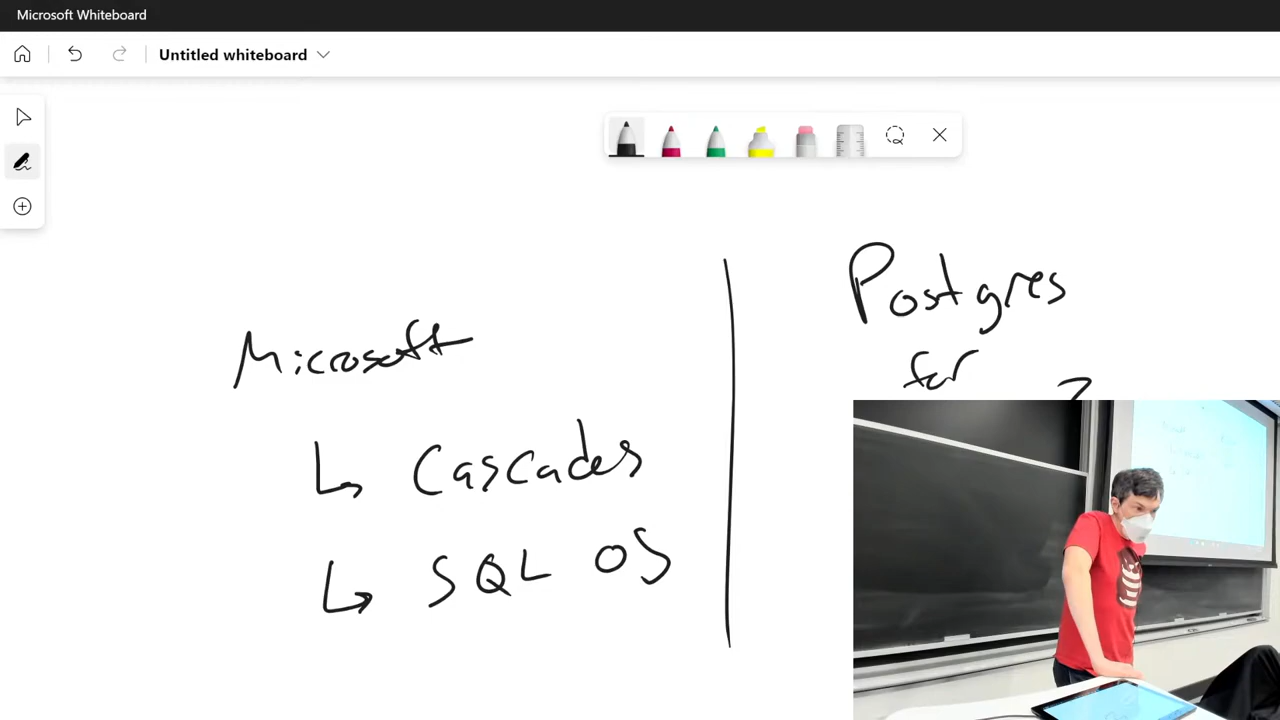 Microsoft Whiteboard
Untitled whiteboard
Microsoft
↳ Cascades
↳ SQL OS
Postgres
for
?